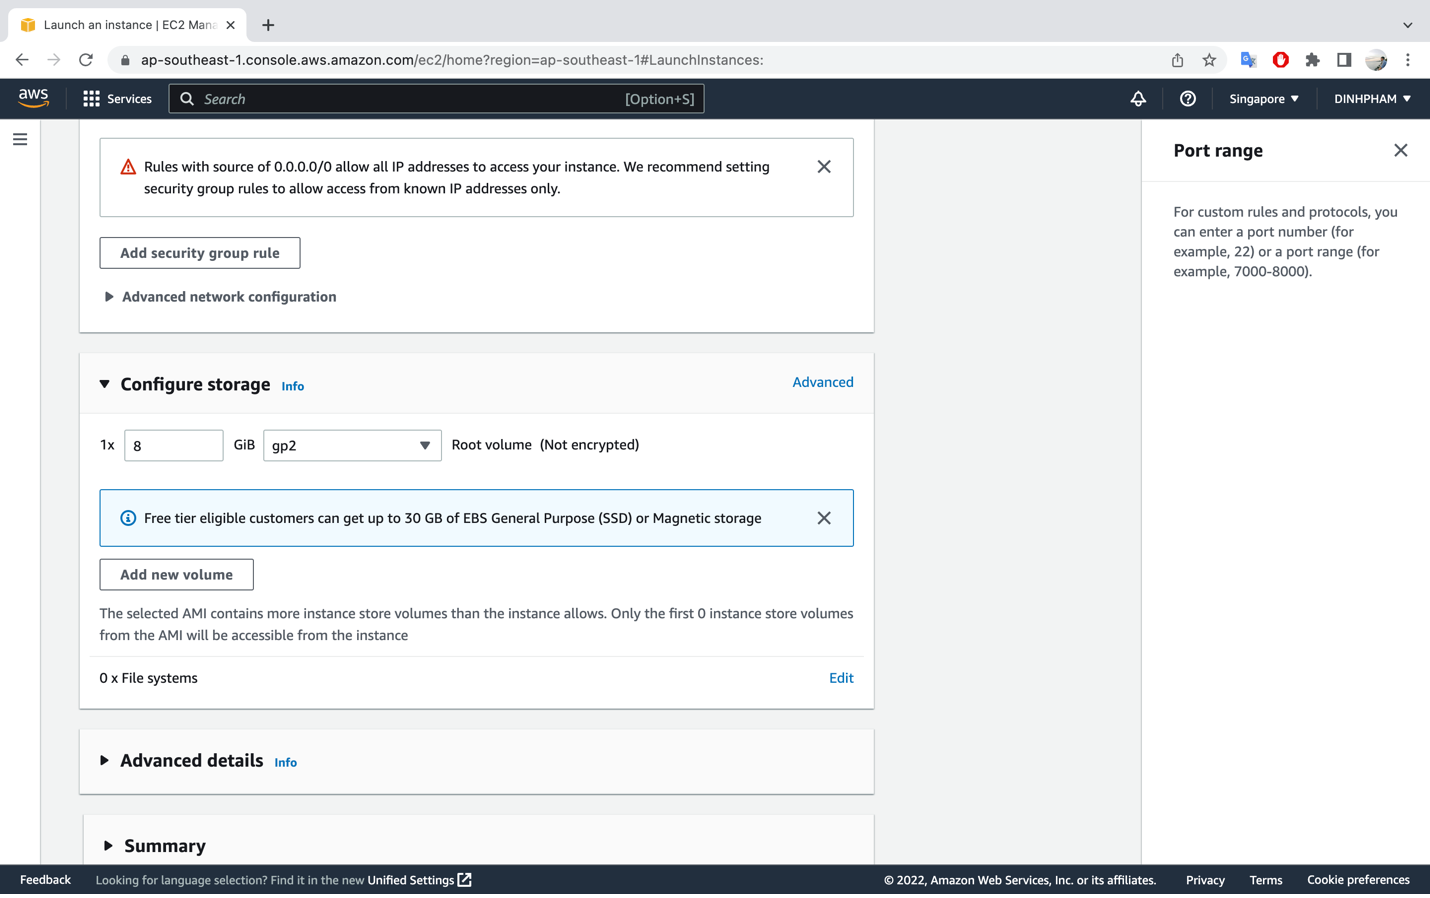 Launch an instance | EC2 Mana
ap-southeast-1.console.aws.amazon.com/ec2/home?region=ap-southeast-1#LaunchInstances:
aws
Services
Search
[Option+S]
Singapore
DINHPHAM
Rules with source of 0.0.0.0/0 allow all IP addresses to access your instance. We recommend setting
security group rules to allow access from known IP addresses only.
Add security group rule
Advanced network configuration
Configure storage Info
Advanced
1x 8 GiB gp2 Root volume (Not encrypted)
Free tier eligible customers can get up to 30 GB of EBS General Purpose (SSD) or Magnetic storage
Add new volume
The selected AMI contains more instance store volumes than the instance allows. Only the first 0 instance store volumes
from the AMI will be accessible from the instance
0 x File systems
Edit
Advanced details Info
Summary
Port range
For custom rules and protocols, you
can enter a port number (for
example, 22) or a port range (for
example, 7000-8000).
Feedback
Looking for language selection? Find it in the new Unified Settings
© 2022, Amazon Web Services, Inc. or its affiliates.
Privacy
Terms
Cookie preferences